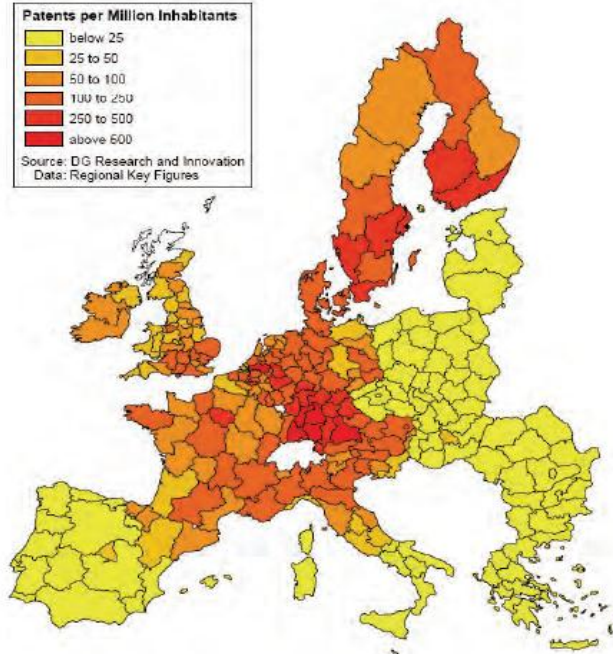 Patents per Million Inhabitants
below 25
25 to 50
50 to 100
100 to 250
250 to 500
above 500
Source: DG Research and Innovation
Data: Regional Key Figures